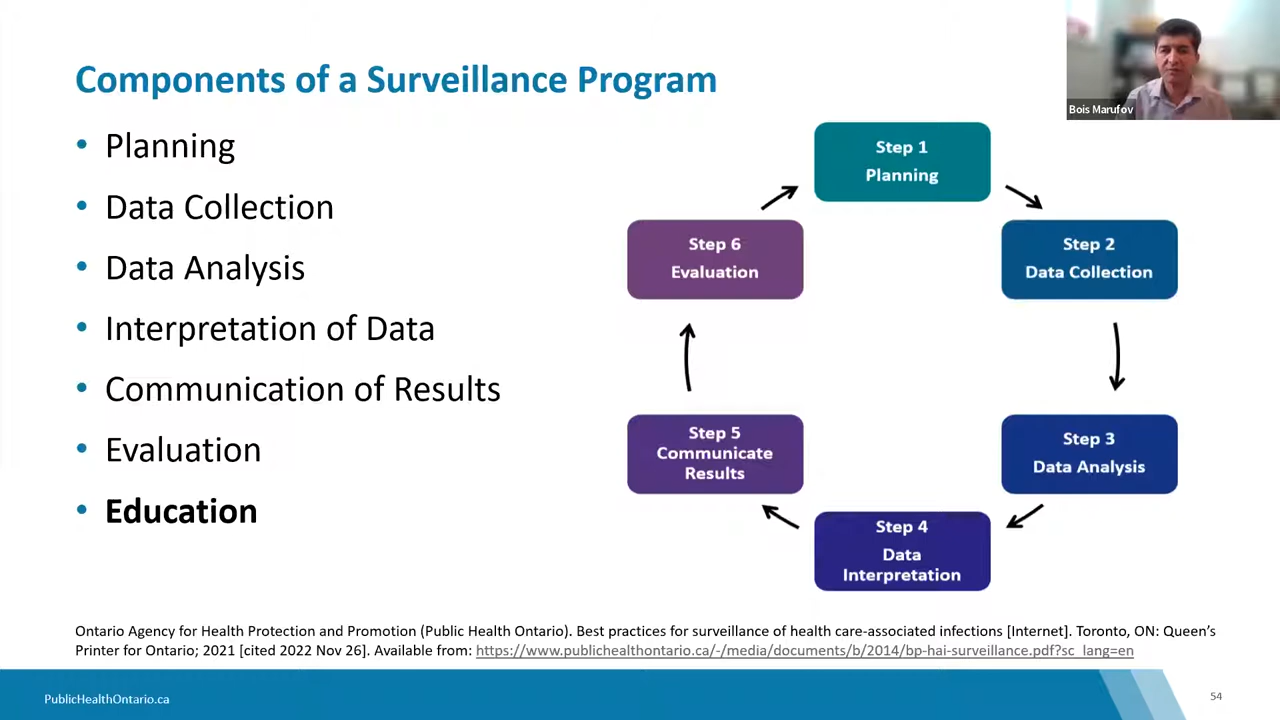 Components of a Surveillance Program
Bois Marufov
• Planning
• Data Collection
• Data Analysis
• Interpretation of Data
• Communication of Results
• Evaluation
• Education
Step 1
Planning
Step 2
Data Collection
Step 3
Data Analysis
Step 4
Data
Interpretation
Step 5
Communicate
Results
Step 6
Evaluation
Ontario Agency for Health Protection and Promotion (Public Health Ontario). Best practices for surveillance of health care-associated infections [Internet]. Toronto, ON: Queen's
Printer for Ontario; 2021 [cited 2022 Nov 26]. Available from: https://www.publichealthontario.ca/-/media/documents/b/2014/bp-hai-surveillance.pdf?sc_lang=en
PublicHealthOntario.ca
54